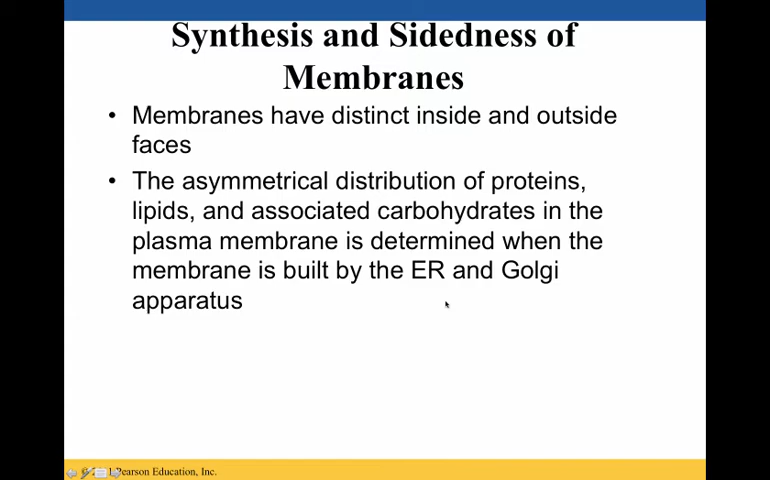 Synthesis and Sidedness of
Membranes
• Membranes have distinct inside and outside
faces
• The asymmetrical distribution of proteins,
lipids, and associated carbohydrates in the
plasma membrane is determined when the
membrane is built by the ER and Golgi
apparatus
Pearson Education, Inc.